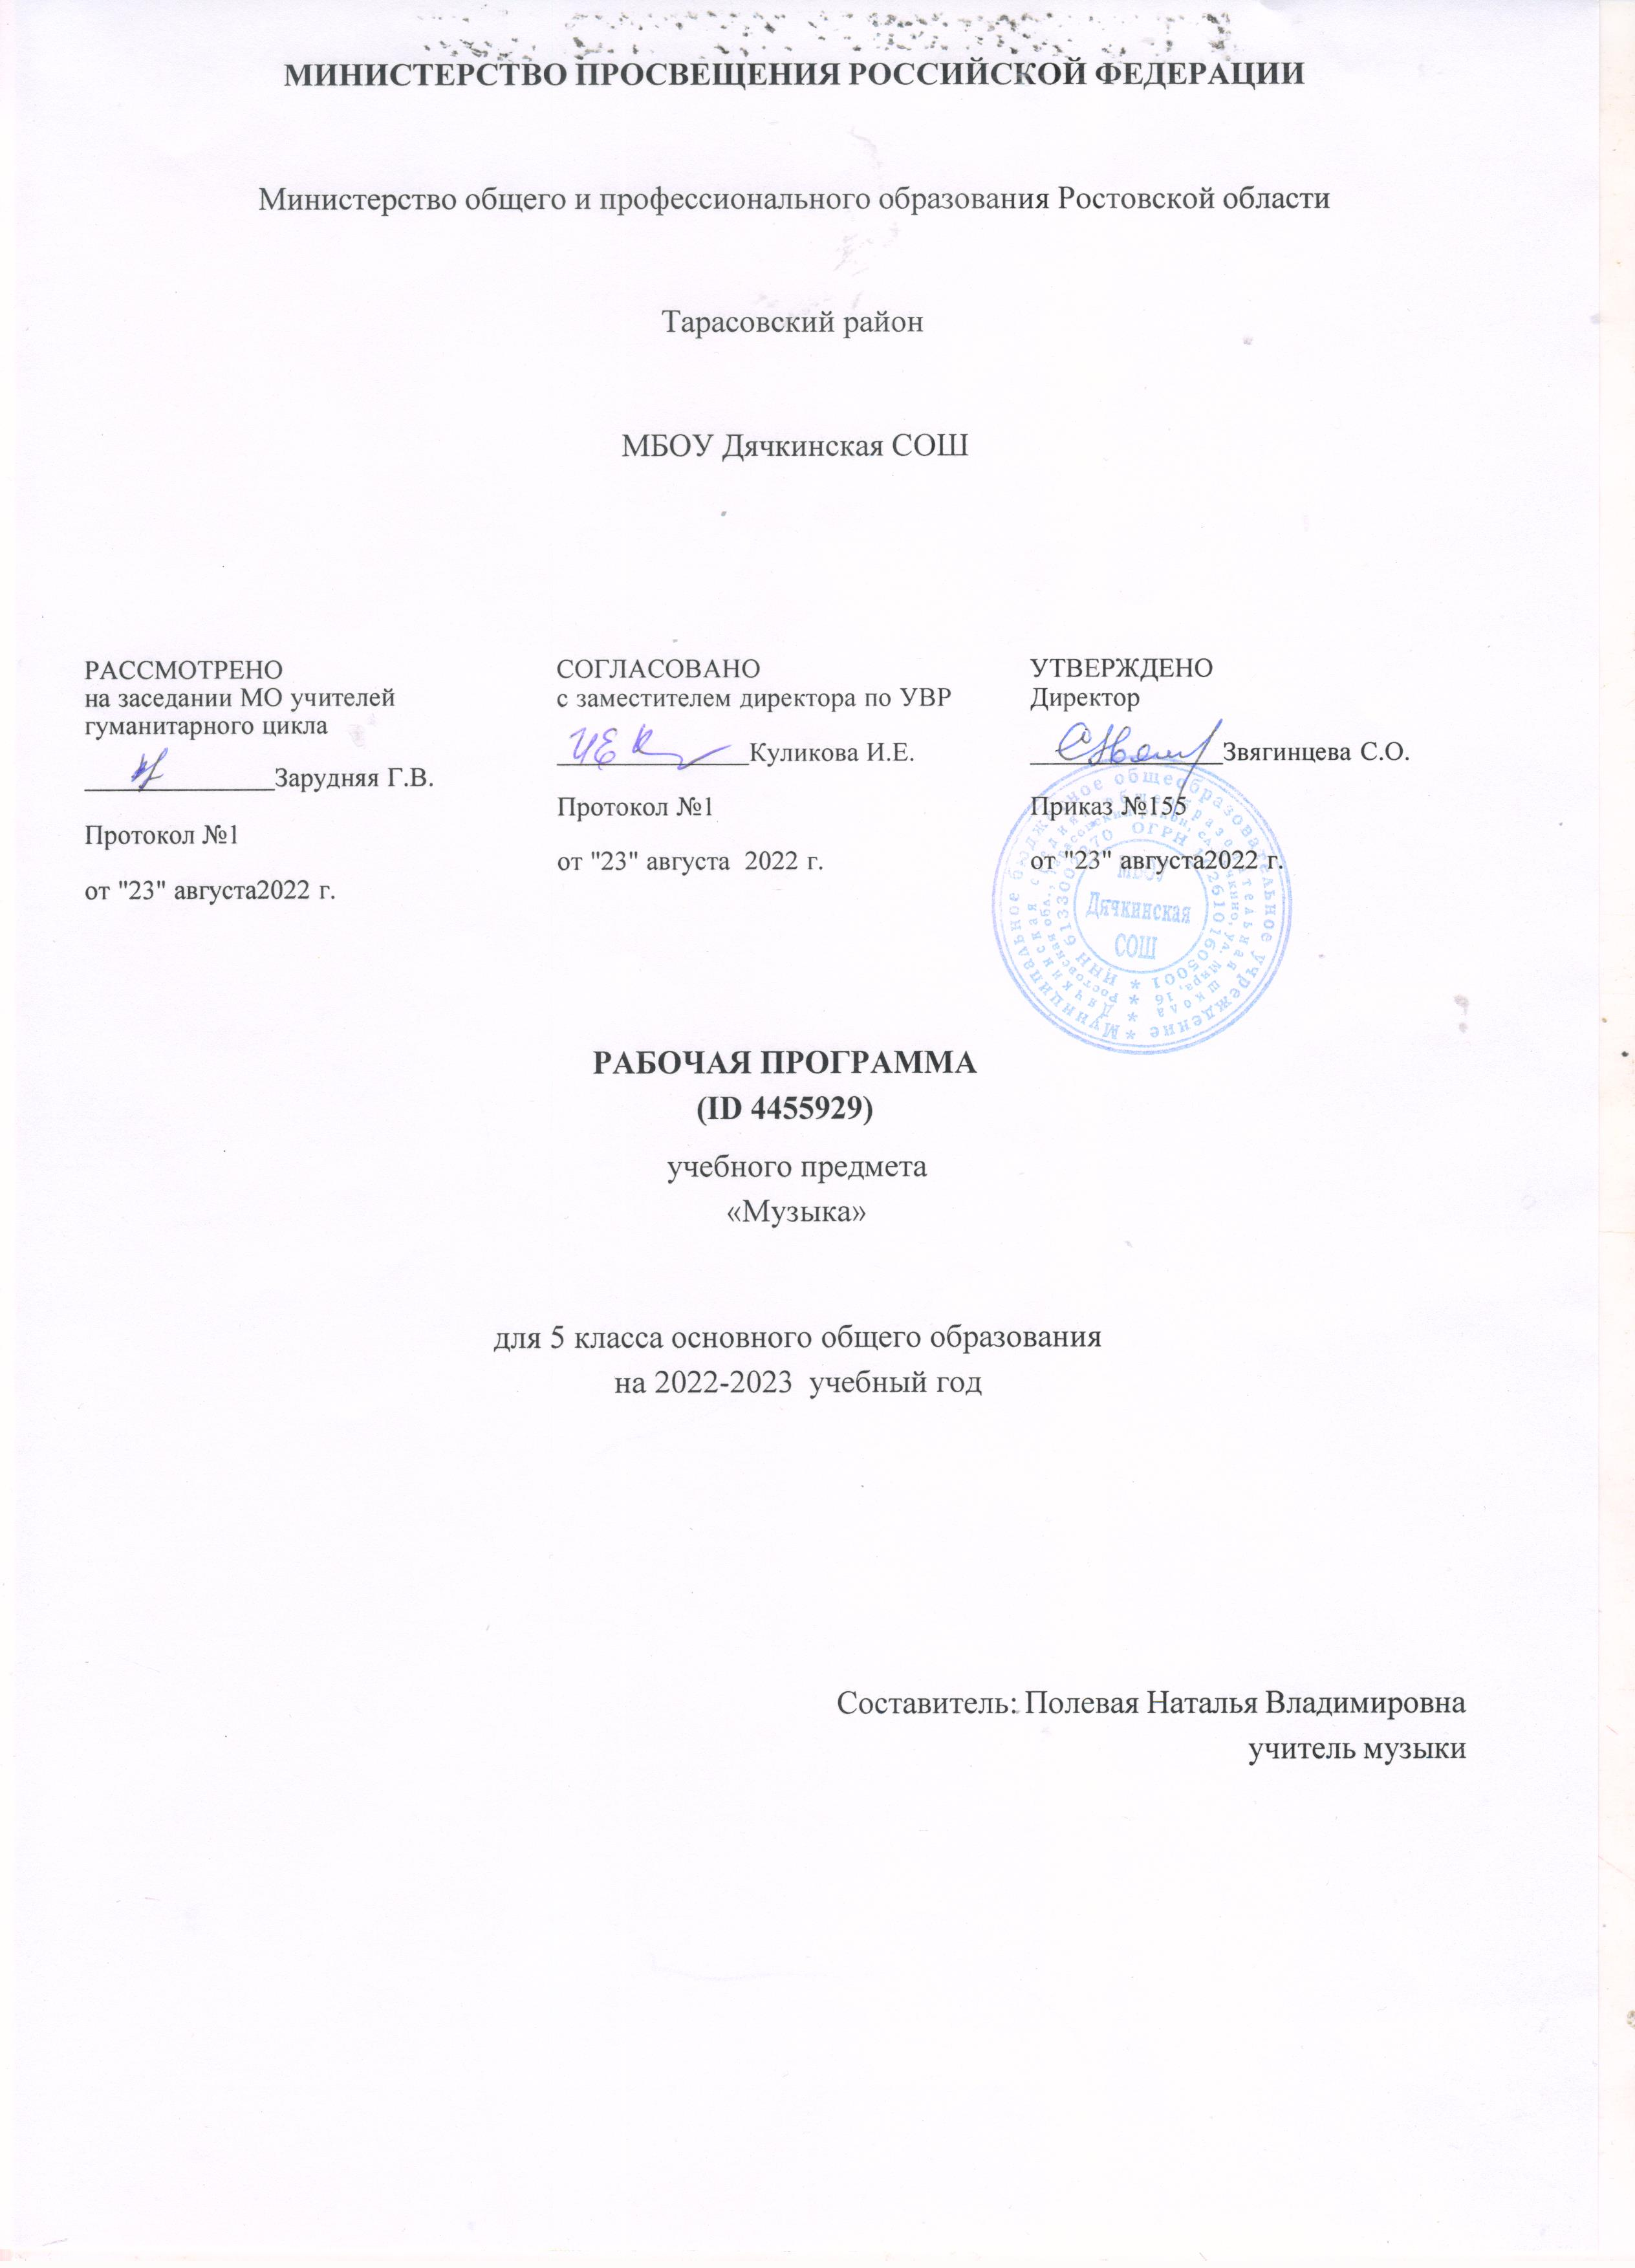 МИНИСТЕРСТВО ПРОСВЕЩЕНИЯ РОССИЙСКОЙ ФЕДЕРАЦИИ
Министерство общего и профессионального образования Ростовской области
Тарасовский район
МБОУ Дячкинская СОШ
РАССМОТРЕНО
на заседании МО учителей
гуманитарного цикла
______________Зарудняя Г.В.
Протокол №1
от "23" августа2022 г.
СОГЛАСОВАНО
с заместителем директора по УВР
______________Куликова И.Е.
Протокол №1
от "23" августа  2022 г.
УТВЕРЖДЕНО
Директор
______________Звягинцева С.О.
Приказ №155
от "23" августа2022 г.
МБОУ
Дячкинская
СОШ
РАБОЧАЯ ПРОГРАММА
(ID 4455929)
учебного предмета
«Музыка»
для 5 класса основного общего образования
на 2022-2023  учебный год
Составитель: Полевая Наталья Владимировна
учитель музыки